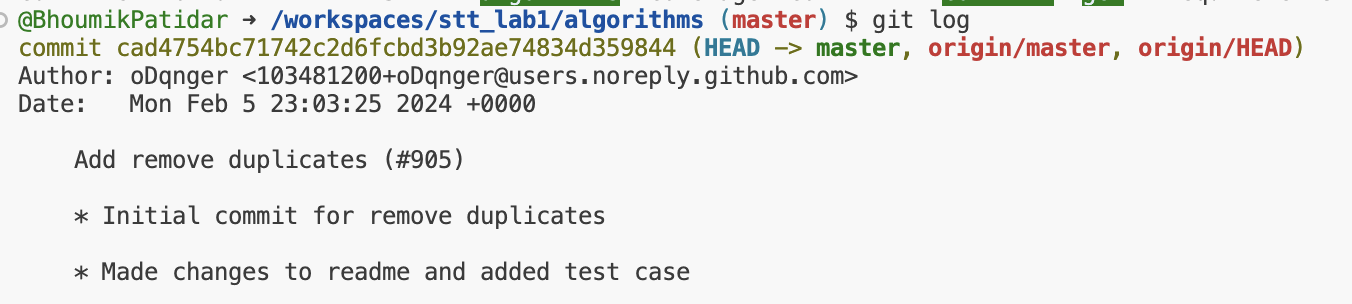 @BhoumikPatidar → /workspaces/stt_lab1/algorithms (master) $ git log
commit cad4754bc71742c2d6fcbd3b92ae74834d359844 (HEAD -> master, origin/master, origin/HEAD)
Author: oDqnger <103481200+oDqnger@users.noreply.github.com>
Date:   Mon Feb 5 23:03:25 2024 +0000
Add remove duplicates (#905)
* Initial commit for remove duplicates
* Made changes to readme and added test case